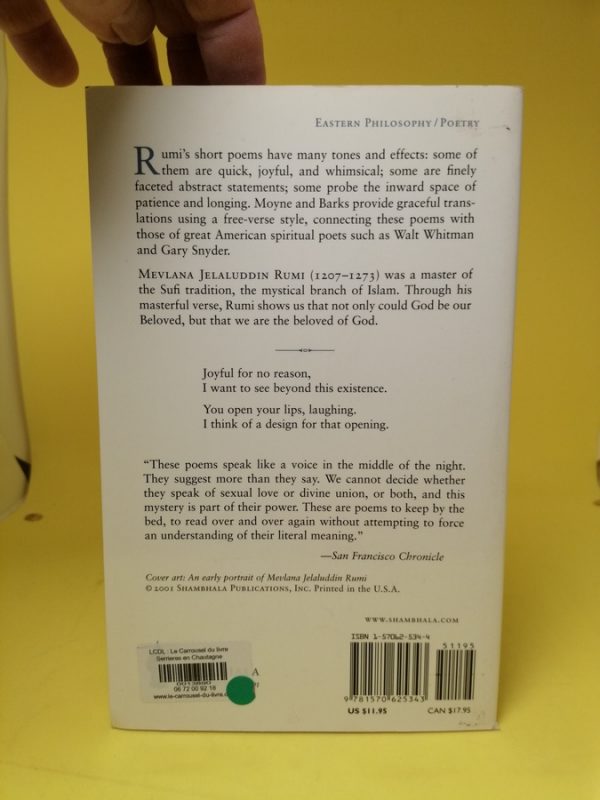 EASTERN PHILOSOPHY / POETRY
Rumi's short poems have many tones and effects: some of
them are quick, joyful, and whimsical; some are finely
faceted abstract statements; some probe the inward space of
patience and longing. Moyne and Barks provide graceful trans-
lations using a free-verse style, connecting these poems with
those of great American spiritual poets such as Walt Whitman
and Gary Snyder.
MEVLANA JELALUDDIN RUMI (1207–1273) was a master of
the Sufi tradition, the mystical branch of Islam. Through his
masterful verse, Rumi shows us that not only could God be our
Beloved, but that we are the beloved of God.
Joyful for no reason,
I want to see beyond this existence.
You open your lips, laughing.
I think of a design for that opening.
"These poems speak like a voice in the middle of the night.
They suggest more than they say. We cannot decide whether
they speak of sexual love or divine union, or both, and this
mystery is part of their power. These are poems to keep by the
bed, to read over and over again without attempting to force
an understanding of their literal meaning."
—San Francisco Chronicle
Cover art: An early portrait of Mevlana Jelaluddin Rumi
© 2001 SHAMBHALA PUBLICATIONS, INC. Printed in the U.S.A.
WWW.SHAMBHALA.COM
LCDL : Le Carrousel du livre
Serrieres en Chautagne
06 72 00 92 18
www.le-carrousel-du-livre.c
A
ISBN 1-57062-534-4
51195
9 781570 625343
US $11.95
CAN $17.95